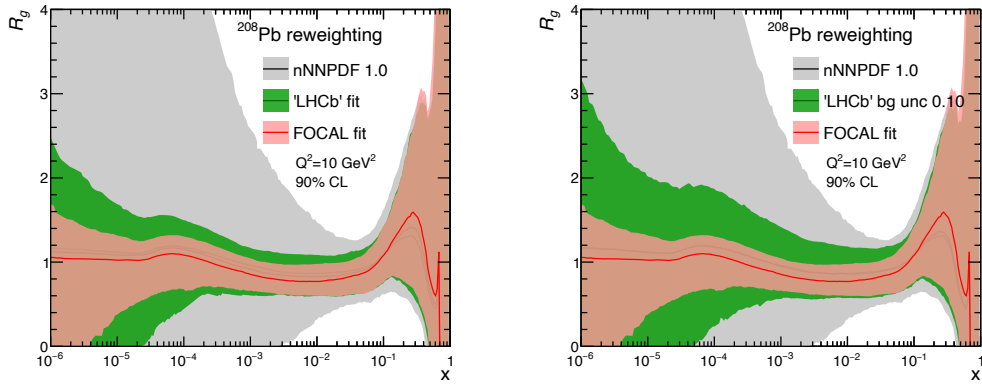 R_g
4
3
2
1
0
²⁰⁸Pb reweighting
nNNPDF 1.0
'LHCb' fit
FOCAL fit
Q²=10 GeV²
90% CL
10⁻⁶ 10⁻⁵ 10⁻⁴ 10⁻³ 10⁻² 10⁻¹ 1
x
R_g
4
3
2
1
0
²⁰⁸Pb reweighting
nNNPDF 1.0
'LHCb' bg unc 0.10
FOCAL fit
Q²=10 GeV²
90% CL
10⁻⁶ 10⁻⁵ 10⁻⁴ 10⁻³ 10⁻² 10⁻¹ 1
x